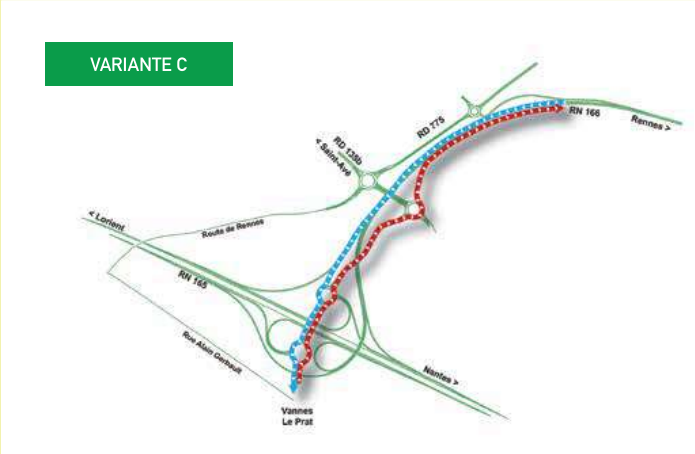 VARIANTE C
RN 166
Rennes >
RD 775
RD 135b
< Saint-Avé
< Lorient
Route de Rennes
RN 165
Rue Alain Gerbault
Nantes >
Vannes
Le Prat